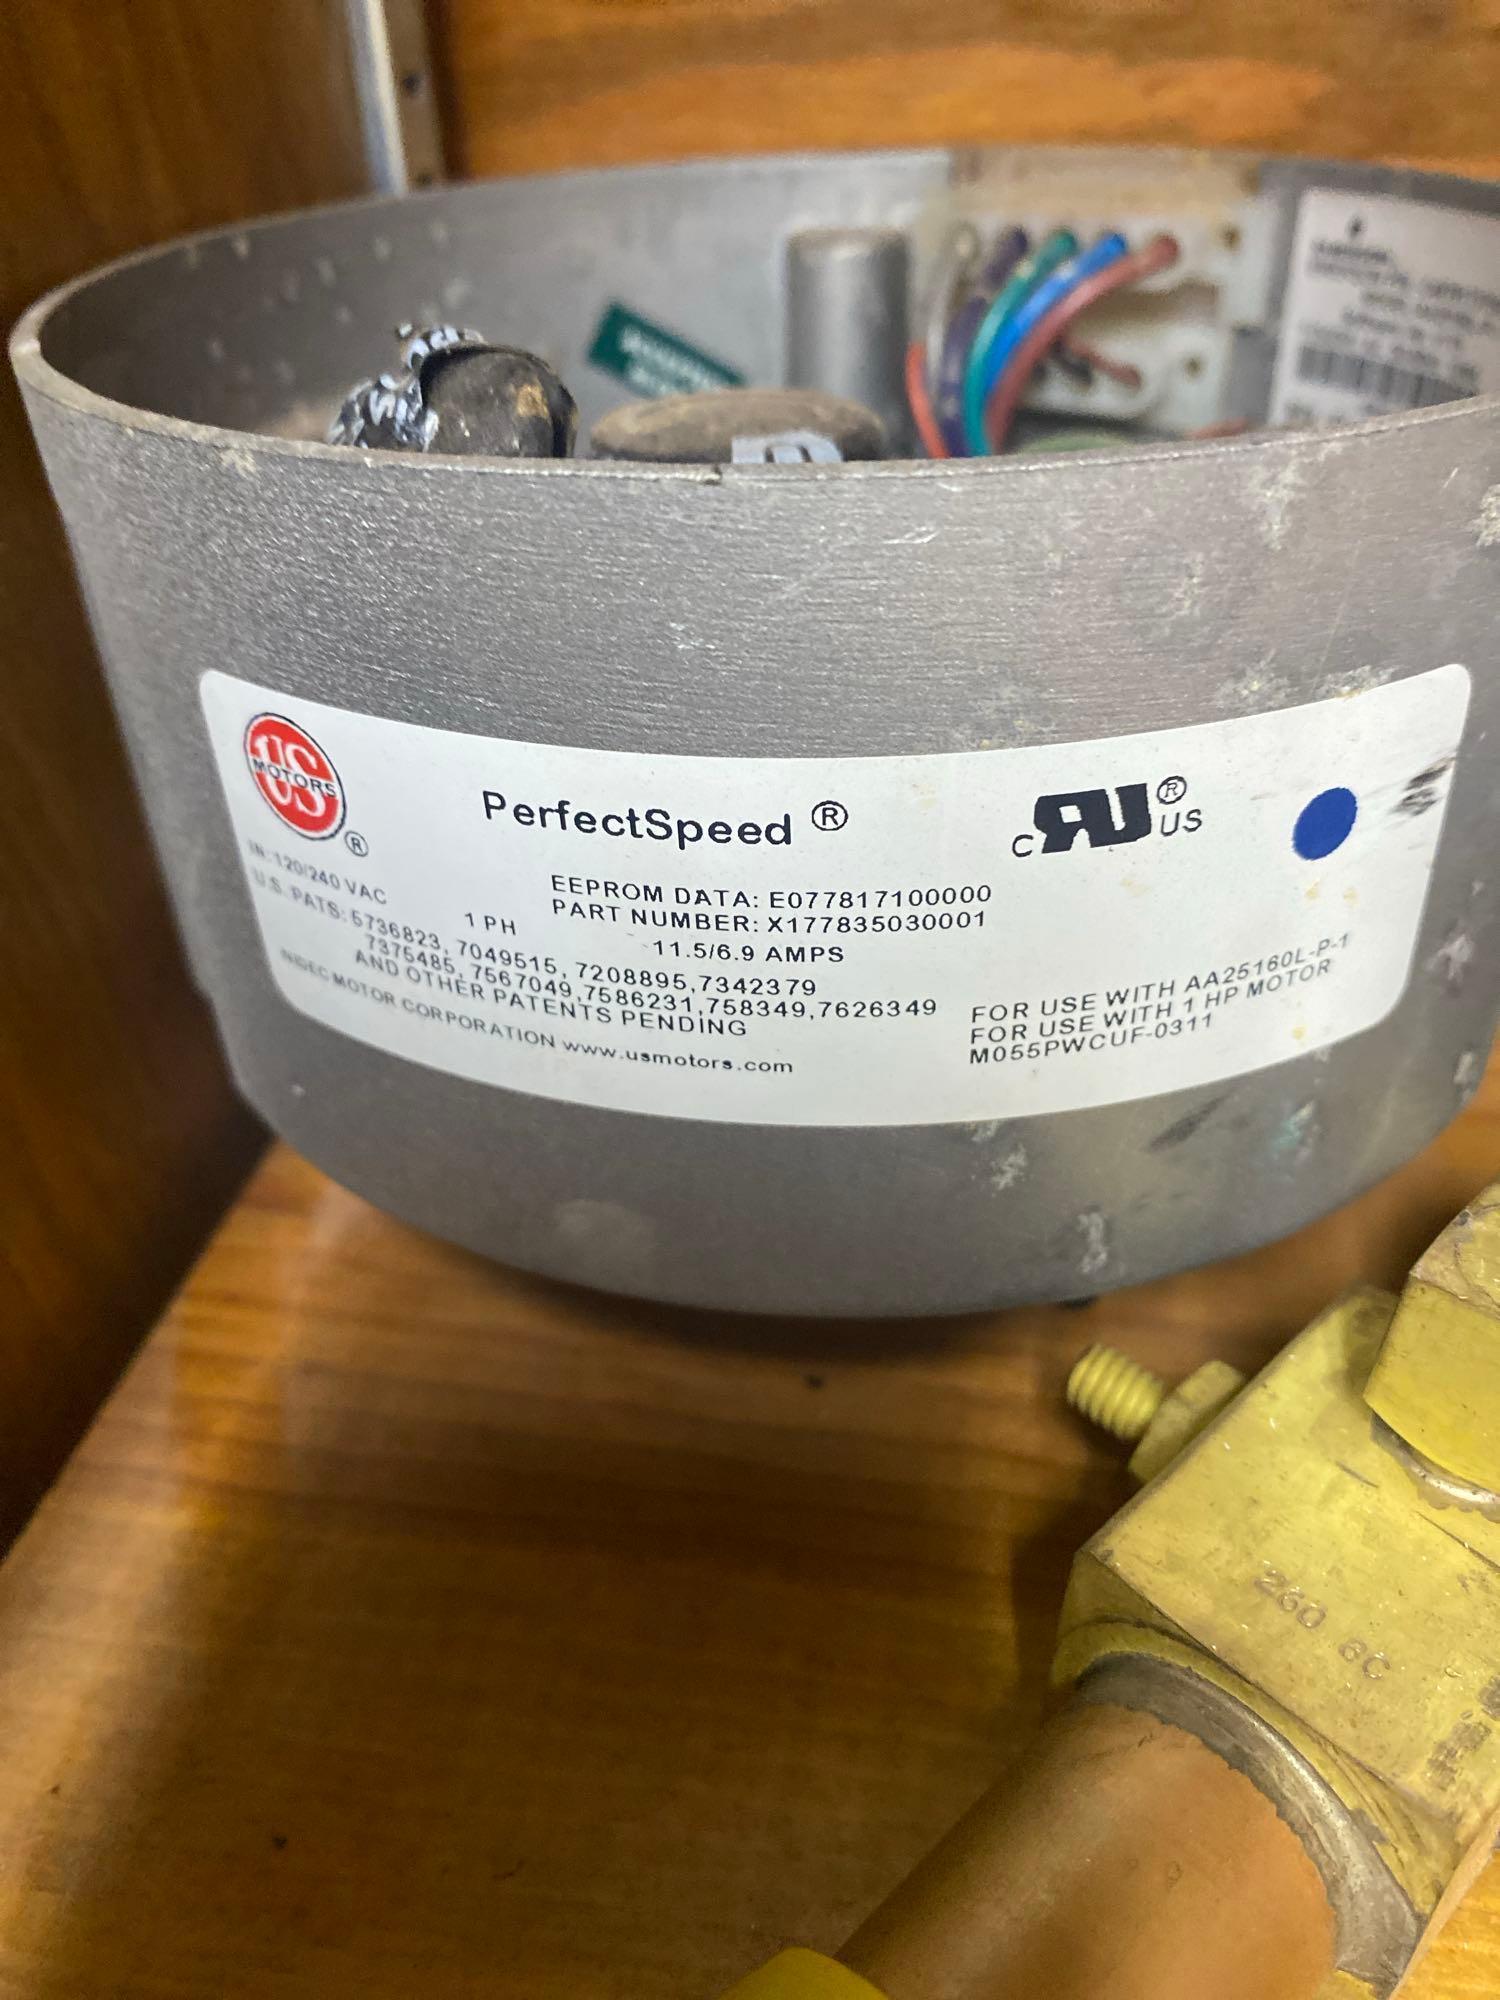 US
MOTORS
®
PerfectSpeed ®
c RU ® US
IN: 120/240 VAC
1 PH
EEPROM DATA: E077817100000
PART NUMBER: X177835030001
11.5/6.9 AMPS
U.S. PATS: 5736823, 7049515, 7208895,7342379
7375485, 7567049,7586231,758349,7626349
AND OTHER PATENTS PENDING
NIDEC MOTOR CORPORATION www.usmotors.com
FOR USE WITH AA25160L-P-1
FOR USE WITH 1 HP MOTOR
M055PWCUF-0311
260 6C